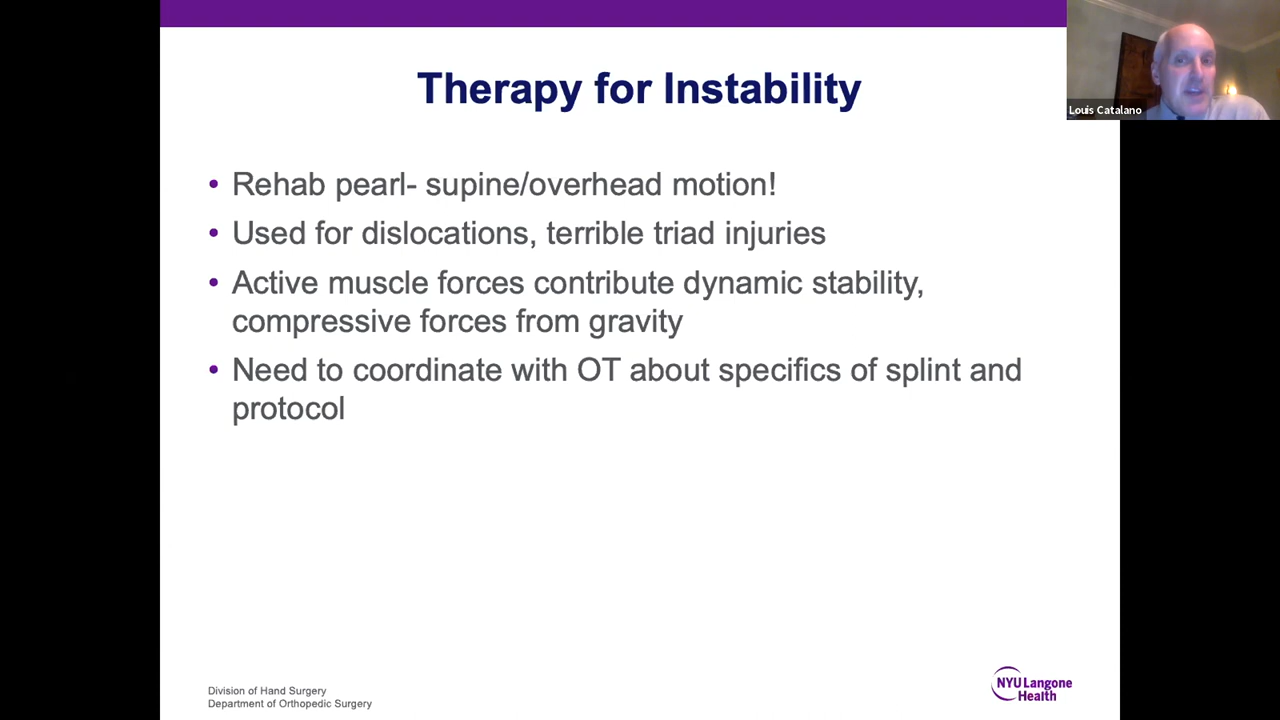 Therapy for Instability
Louis Catalano
• Rehab pearl- supine/overhead motion!
• Used for dislocations, terrible triad injuries
• Active muscle forces contribute dynamic stability,
compressive forces from gravity
• Need to coordinate with OT about specifics of splint and
protocol
Division of Hand Surgery
Department of Orthopedic Surgery
NYU Langone
Health